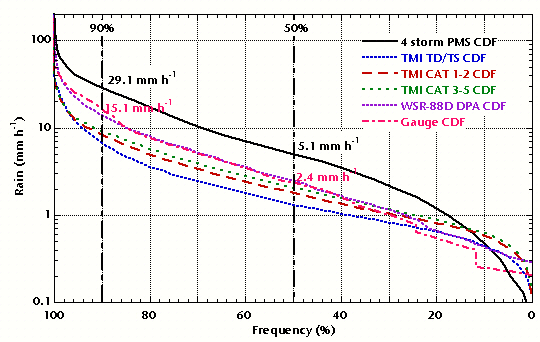 90%
50%
100
10
1
0.1
Rain (mm h⁻¹)
4 storm PMS CDF
TMI TD/TS CDF
TMI CAT 1-2 CDF
TMI CAT 3-5 CDF
WSR-88D DPA CDF
Gauge CDF
29.1 mm h⁻¹
15.1 mm h⁻¹
5.1 mm h⁻¹
2.4 mm h⁻¹
100 80 60 40 20 0
Frequency (%)